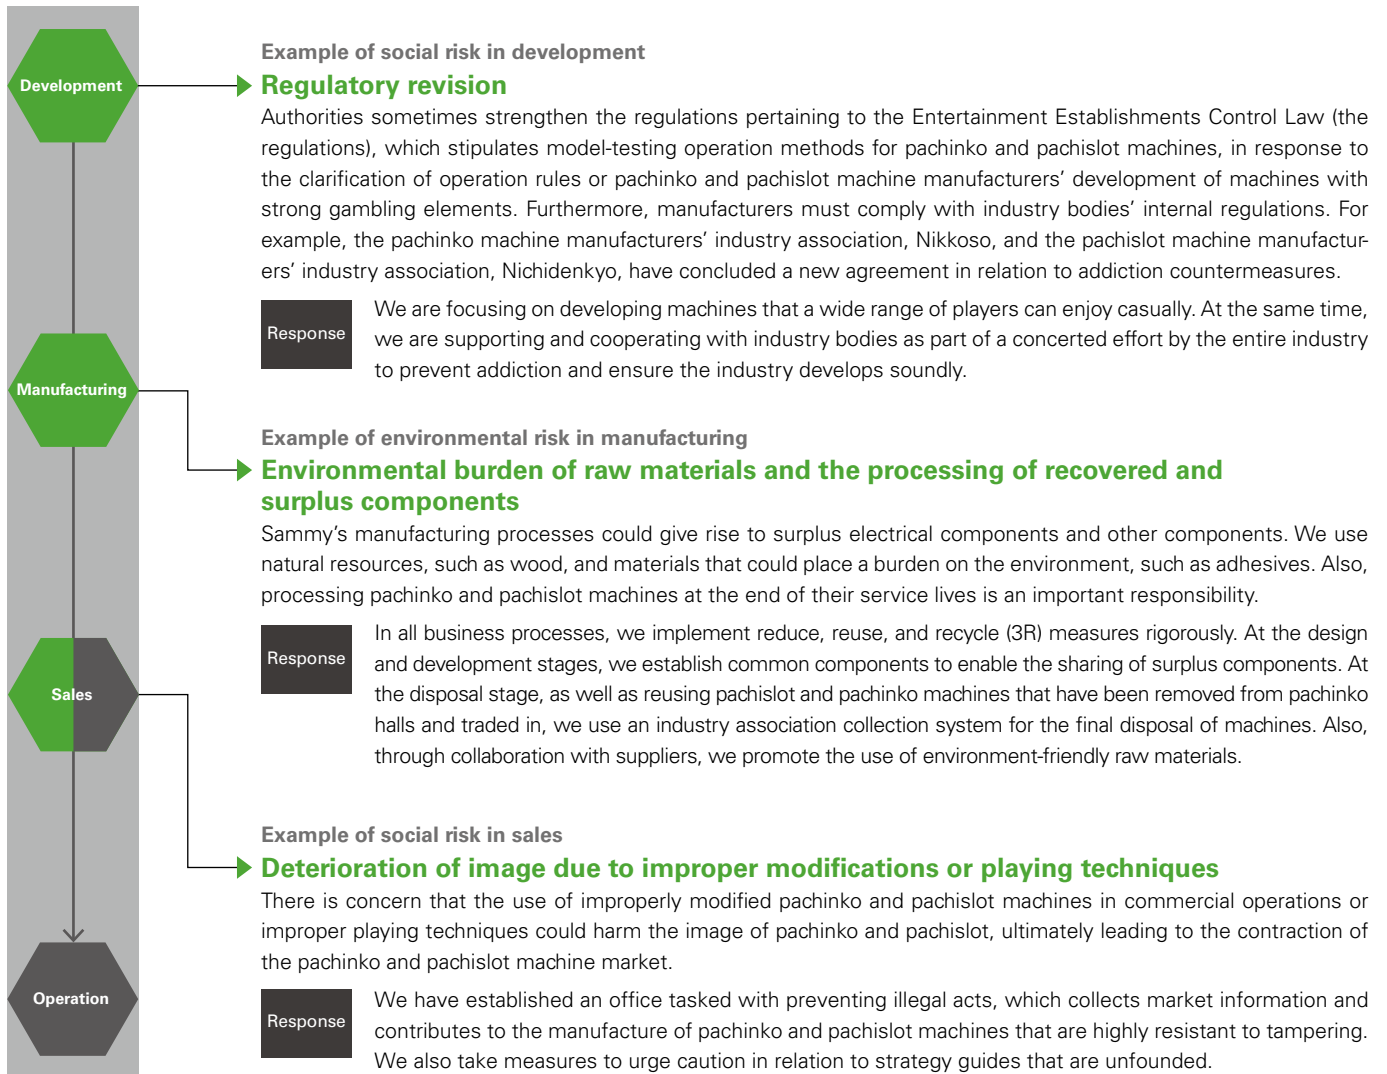 Development
Example of social risk in development
Regulatory revision
Authorities sometimes strengthen the regulations pertaining to the Entertainment Establishments Control Law (the
regulations), which stipulates model-testing operation methods for pachinko and pachislot machines, in response to
the clarification of operation rules or pachinko and pachislot machine manufacturers’ development of machines with
strong gambling elements. Furthermore, manufacturers must comply with industry bodies’ internal regulations. For
example, the pachinko machine manufacturers’ industry association, Nikkoso, and the pachislot machine manufactur-
ers’ industry association, Nichidenkyo, have concluded a new agreement in relation to addiction countermeasures.
Response
We are focusing on developing machines that a wide range of players can enjoy casually. At the same time,
we are supporting and cooperating with industry bodies as part of a concerted effort by the entire industry
to prevent addiction and ensure the industry develops soundly.
Manufacturing
Example of environmental risk in manufacturing
Environmental burden of raw materials and the processing of recovered and
surplus components
Sammy’s manufacturing processes could give rise to surplus electrical components and other components. We use
natural resources, such as wood, and materials that could place a burden on the environment, such as adhesives. Also,
processing pachinko and pachislot machines at the end of their service lives is an important responsibility.
Response
In all business processes, we implement reduce, reuse, and recycle (3R) measures rigorously. At the design
and development stages, we establish common components to enable the sharing of surplus components. At
the disposal stage, as well as reusing pachislot and pachinko machines that have been removed from pachinko
halls and traded in, we use an industry association collection system for the final disposal of machines. Also,
through collaboration with suppliers, we promote the use of environment-friendly raw materials.
Sales
Example of social risk in sales
Deterioration of image due to improper modifications or playing techniques
There is concern that the use of improperly modified pachinko and pachislot machines in commercial operations or
improper playing techniques could harm the image of pachinko and pachislot, ultimately leading to the contraction of
the pachinko and pachislot machine market.
Response
We have established an office tasked with preventing illegal acts, which collects market information and
contributes to the manufacture of pachinko and pachislot machines that are highly resistant to tampering.
We also take measures to urge caution in relation to strategy guides that are unfounded.
Operation